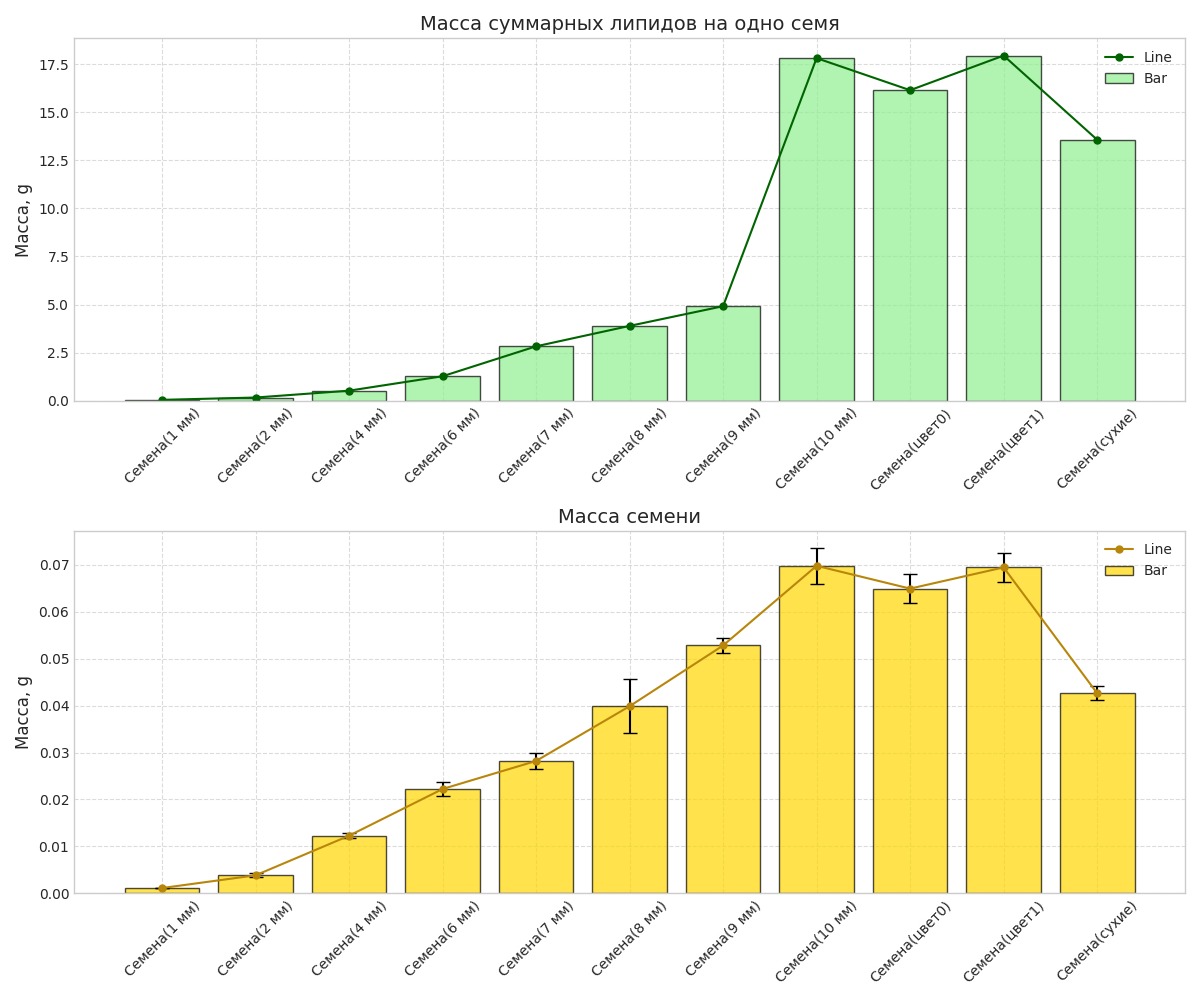 Масса суммарных липидов на одно семя
Масса, g
17.5
15.0
12.5
10.0
7.5
5.0
2.5
0.0
Line
Bar
Семена(1 мм)
Семена(2 мм)
Семена(4 мм)
Семена(6 мм)
Семена(7 мм)
Семена(8 мм)
Семена(9 мм)
Семена(10 мм)
Семена(цвет0)
Семена(цвет1)
Семена(сухие)
Масса семени
Масса, g
0.07
0.06
0.05
0.04
0.03
0.02
0.01
0.00
Line
Bar
Семена(1 мм)
Семена(2 мм)
Семена(4 мм)
Семена(6 мм)
Семена(7 мм)
Семена(8 мм)
Семена(9 мм)
Семена(10 мм)
Семена(цвет0)
Семена(цвет1)
Семена(сухие)